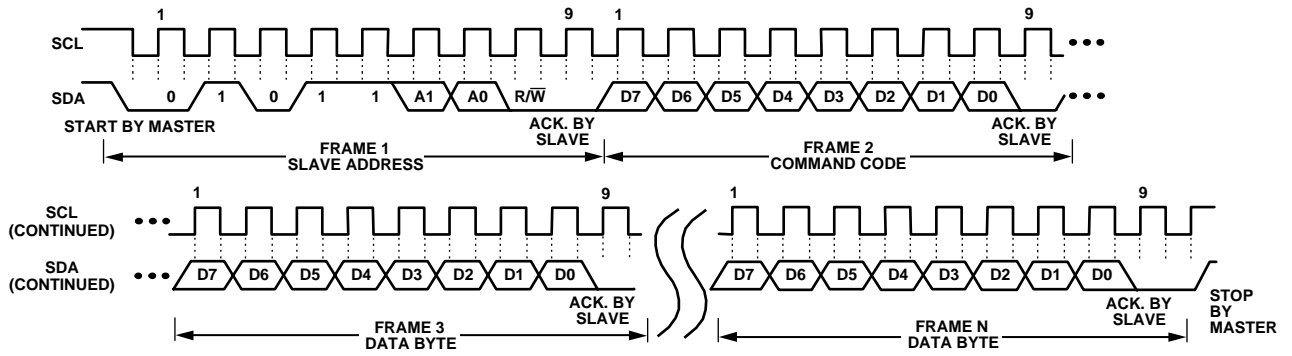 1 9 1 9
SCL
SDA 0 1 0 1 1 A1 A0 R/W̅ D7 D6 D5 D4 D3 D2 D1 D0
START BY MASTER ACK. BY SLAVE ACK. BY SLAVE
FRAME 1 SLAVE ADDRESS FRAME 2 COMMAND CODE
1 9 1 9
SCL (CONTINUED)
SDA (CONTINUED) D7 D6 D5 D4 D3 D2 D1 D0 D7 D6 D5 D4 D3 D2 D1 D0
ACK. BY SLAVE ACK. BY SLAVE STOP BY MASTER
FRAME 3 DATA BYTE FRAME N DATA BYTE